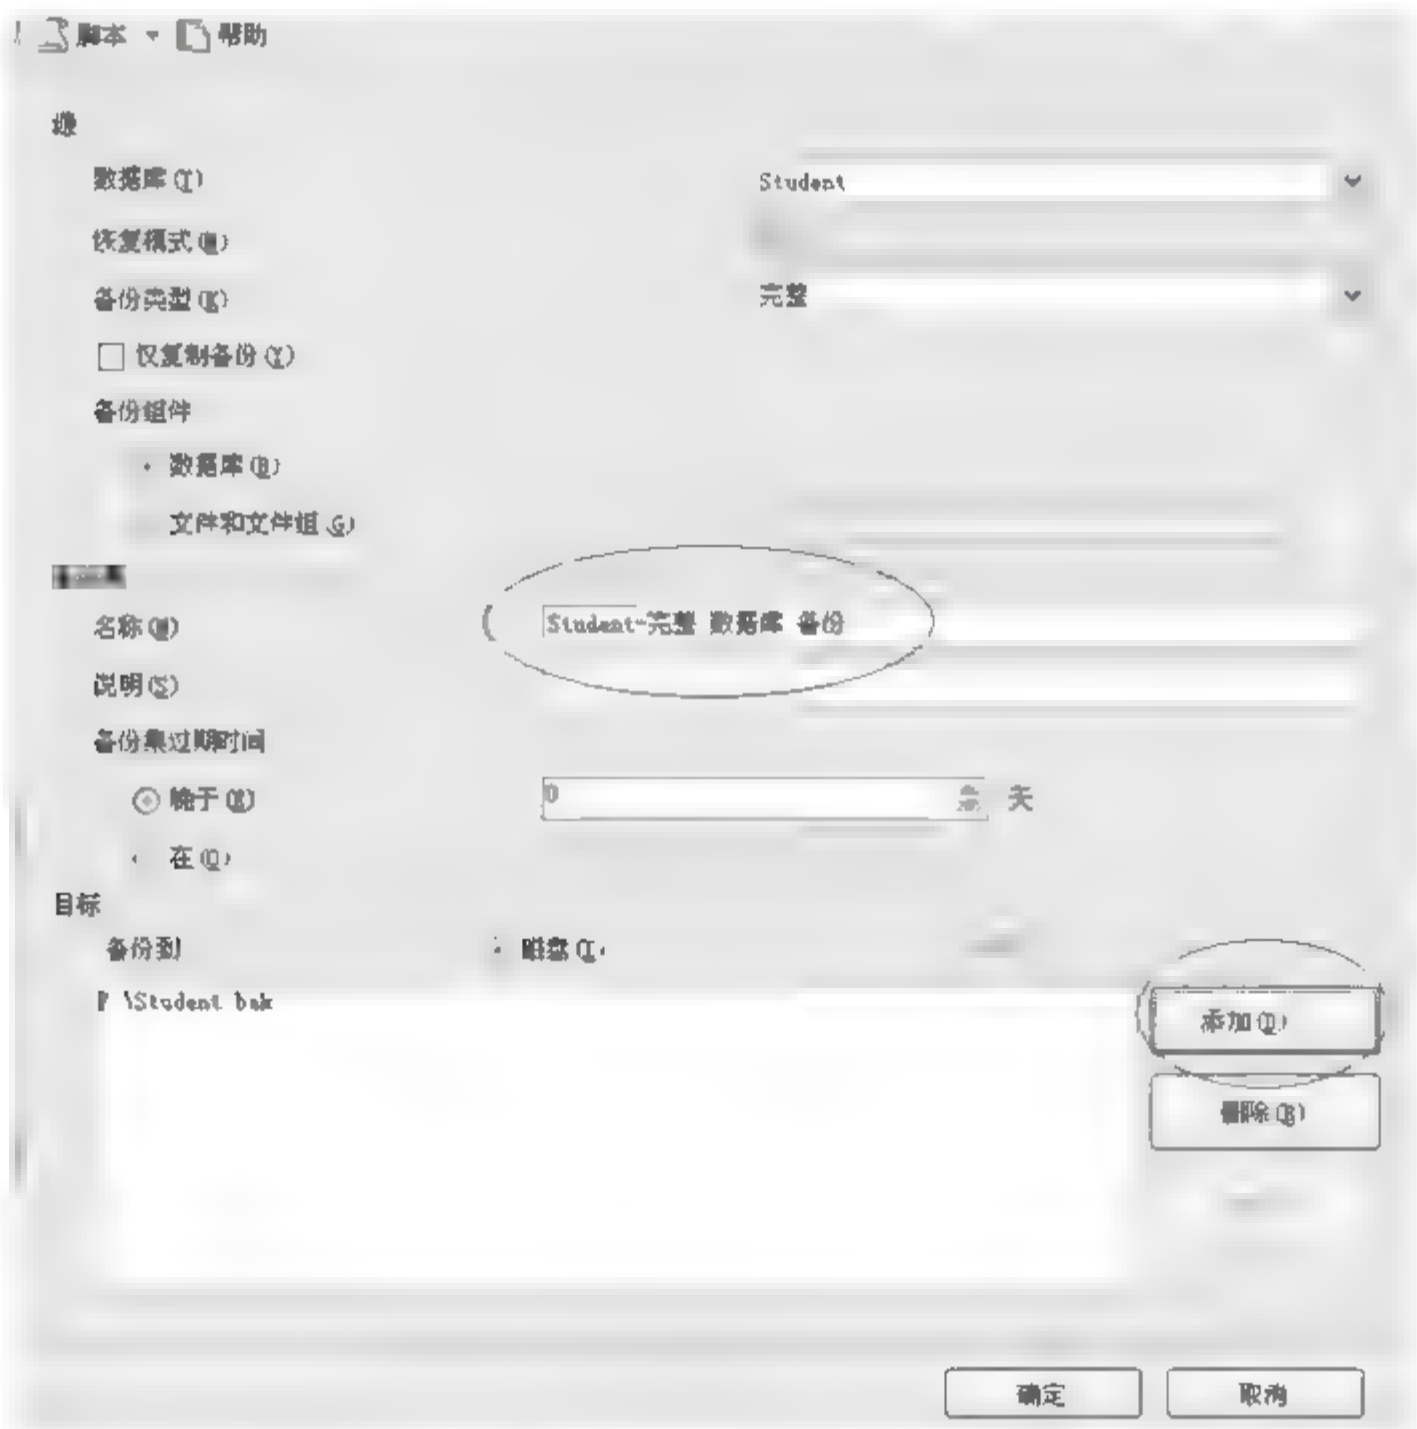 脚本 帮助
源
数据库(T) Student
恢复模式(M)
备份类型(K) 完整
仅复制备份(Y)
备份组件
数据库(B)
文件和文件组(G)
名称(N) Student-完整 数据库 备份
说明(S)
备份集过期时间
晚于(E) 0 天
在(O)
目标
备份到 磁盘(I)
F \Student bak 添加(D)
删除(R)
确定 取消